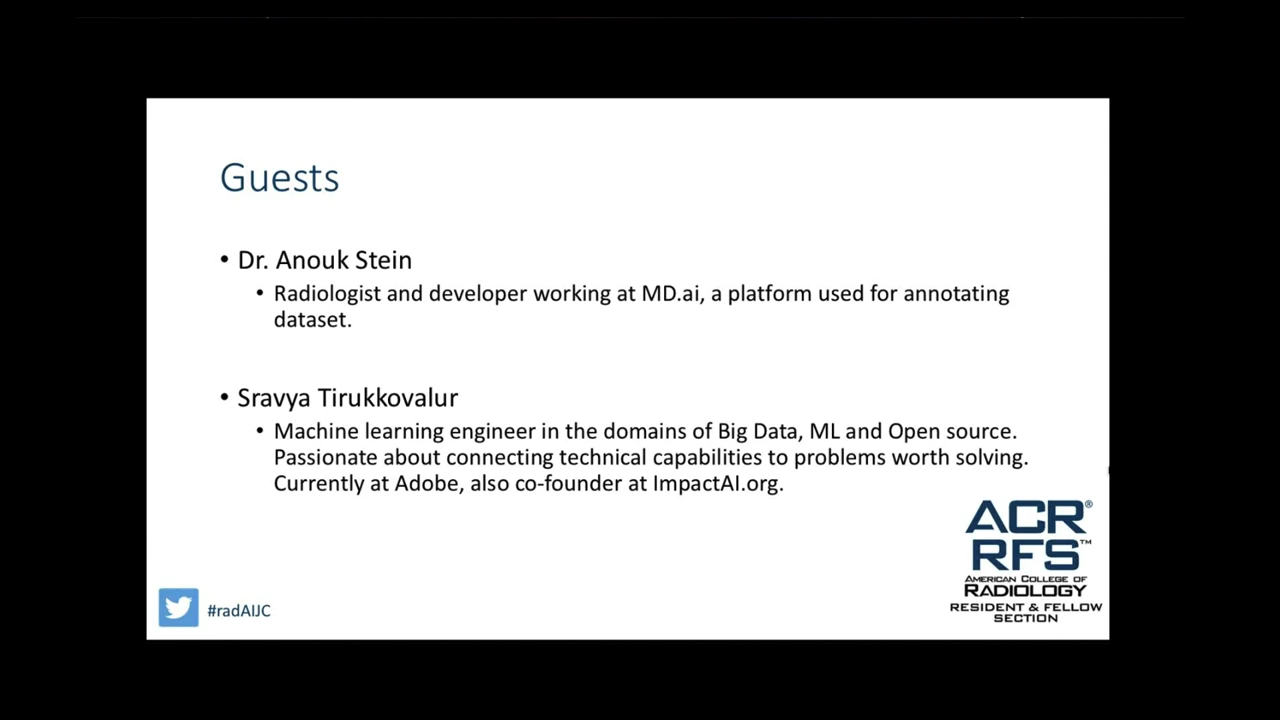 Guests
• Dr. Anouk Stein
• Radiologist and developer working at MD.ai, a platform used for annotating
dataset.
• Sravya Tirukkovalur
• Machine learning engineer in the domains of Big Data, ML and Open source.
Passionate about connecting technical capabilities to problems worth solving.
Currently at Adobe, also co-founder at ImpactAI.org.
ACR®
RFS™
AMERICAN COLLEGE OF
RADIOLOGY
RESIDENT & FELLOW
SECTION
#radAIJC